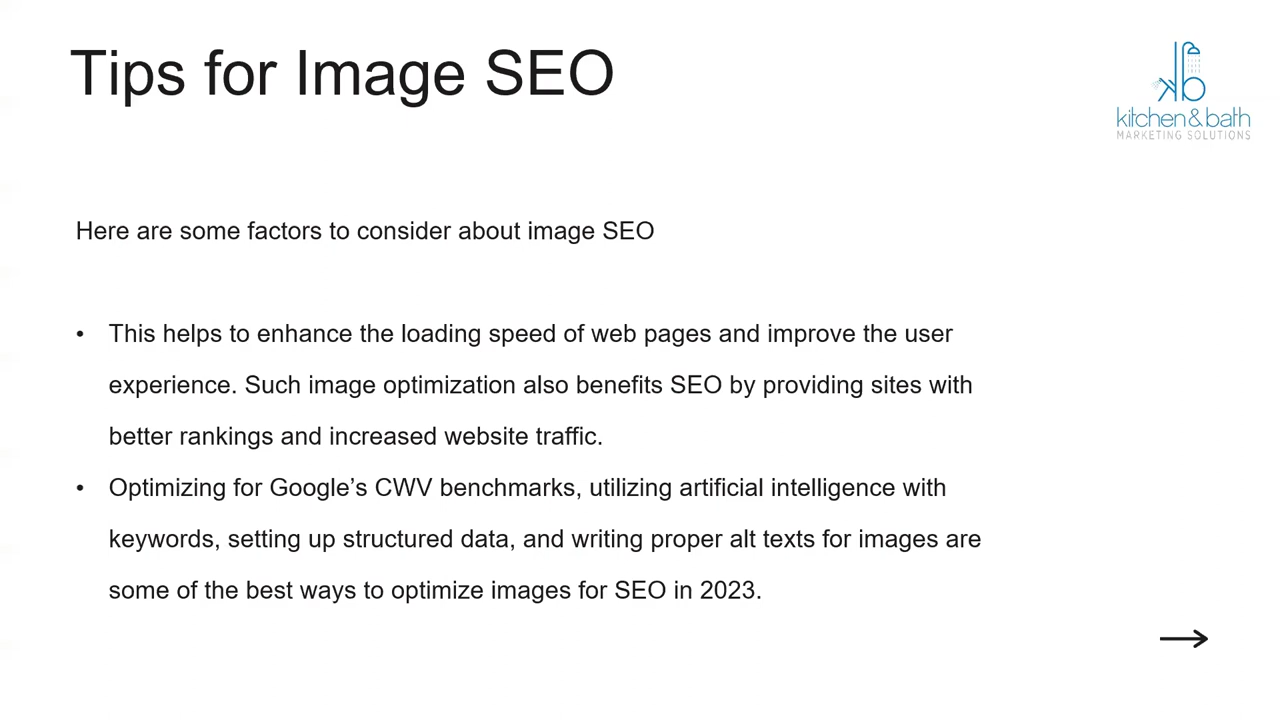 Tips for Image SEO
kitchen & bath
MARKETING SOLUTIONS
Here are some factors to consider about image SEO
• This helps to enhance the loading speed of web pages and improve the user
experience. Such image optimization also benefits SEO by providing sites with
better rankings and increased website traffic.
• Optimizing for Google’s CWV benchmarks, utilizing artificial intelligence with
keywords, setting up structured data, and writing proper alt texts for images are
some of the best ways to optimize images for SEO in 2023.